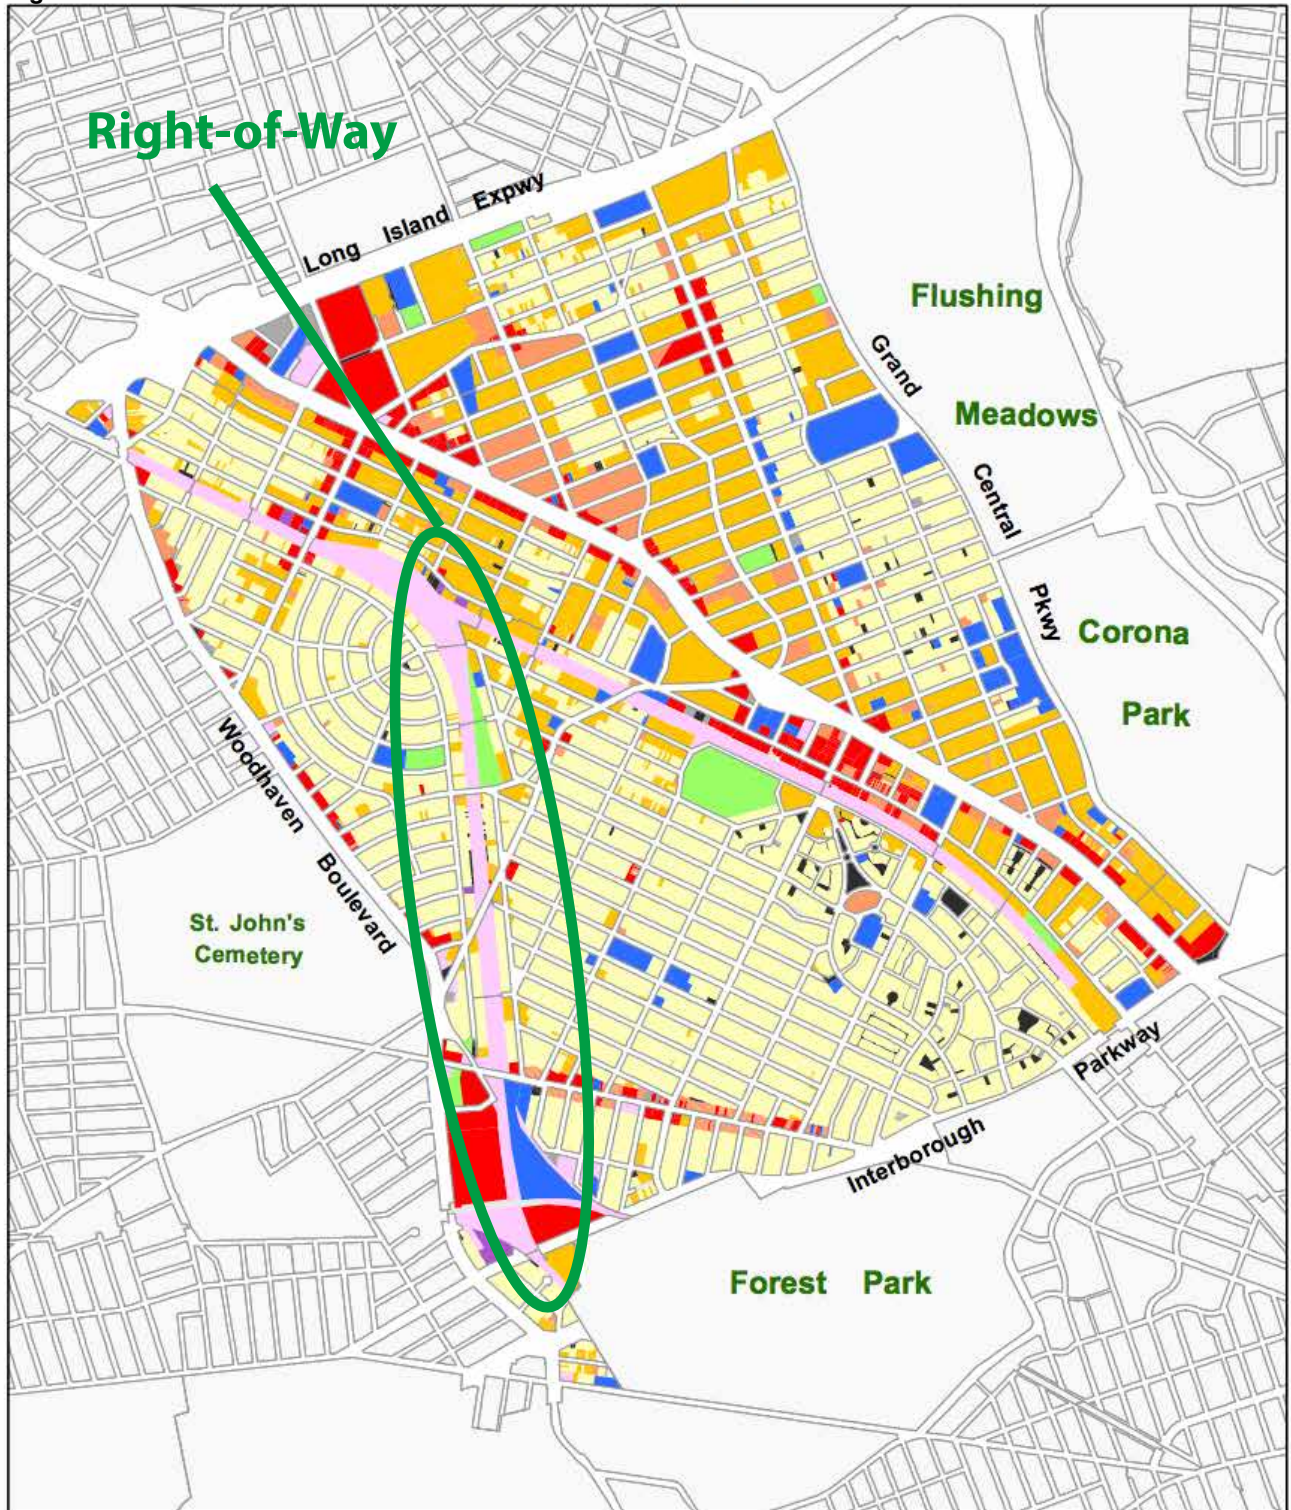 Right-of-Way
Long Island Expwy
Flushing
Grand
Meadows
Central
Pkwy
Corona
Park
Woodhaven
Boulevard
St. John's
Cemetery
Parkway
Interborough
Forest Park